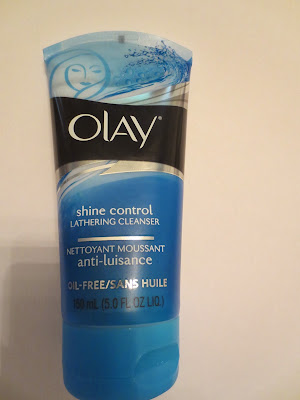 OLAY®
shine control
LATHERING CLEANSER
NETTOYANT MOUSSANT
anti-luisance
OIL-FREE/SANS HUILE
150 mL (5.0 FL OZ LIQ.)